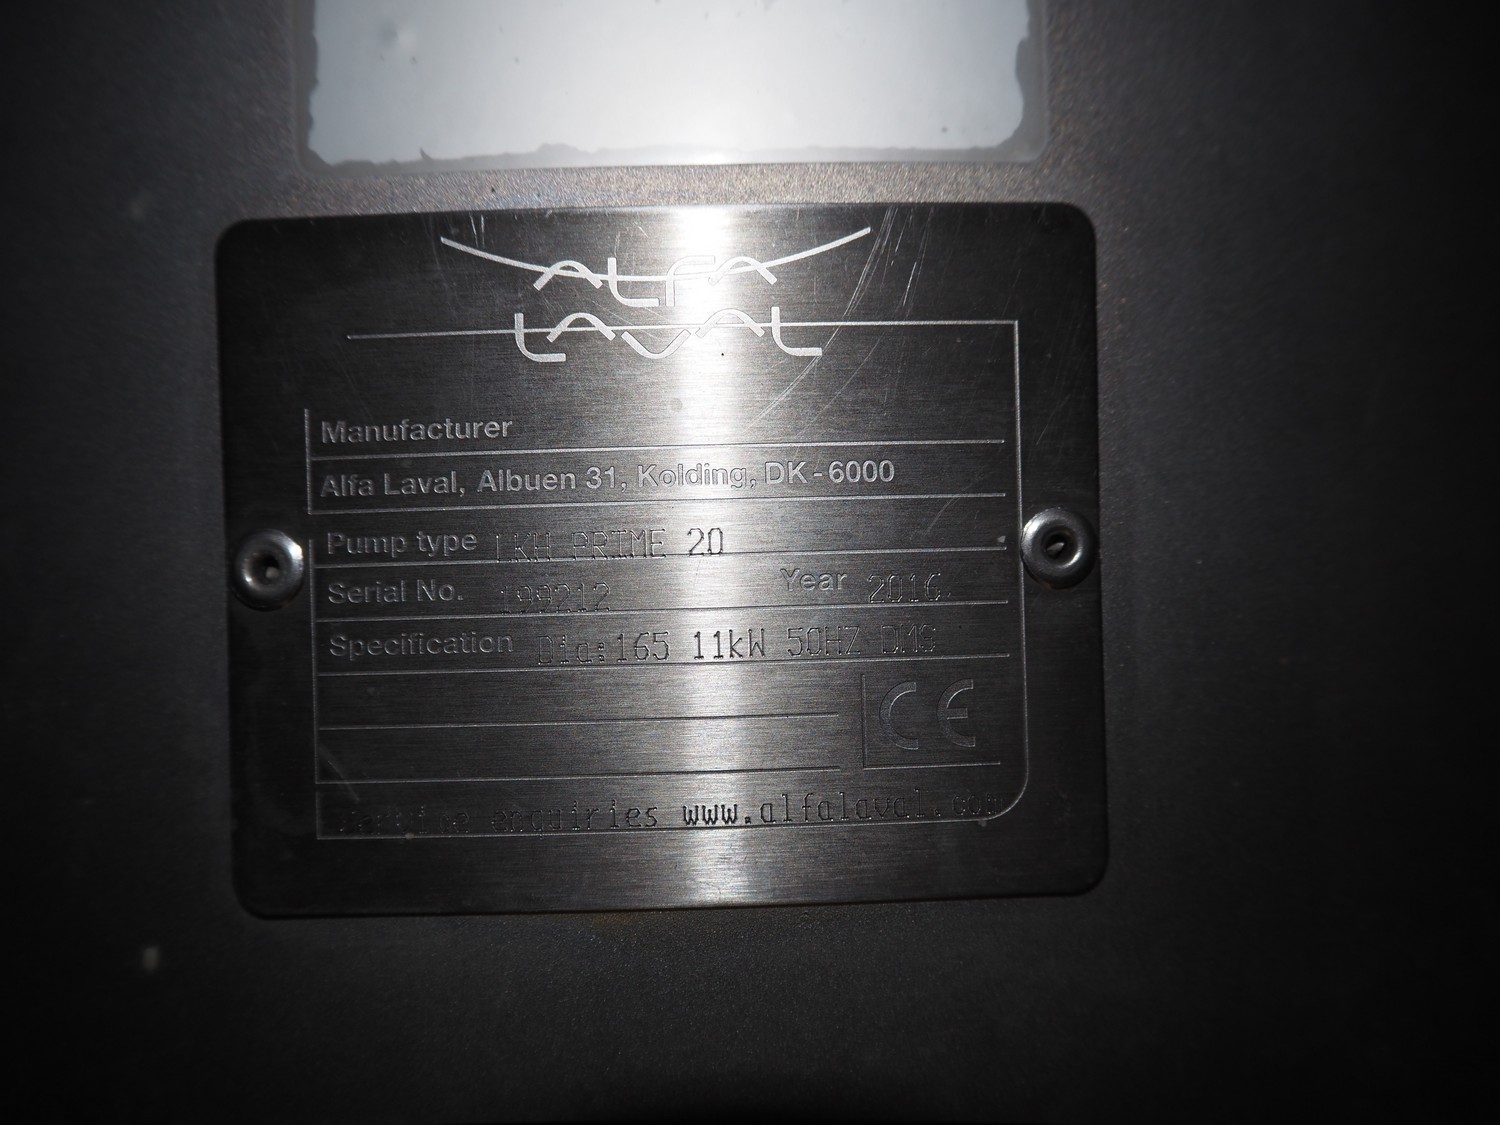 ALFA
LAVAL
Manufacturer
Alfa Laval, Albuen 31, Kolding, DK-6000
Pump type LKH PRIME 20
Serial No. 199212 Year 2016
Specification Dia:165 11kW 50HZ DMS
CE
Service enquiries www.alfalaval.com